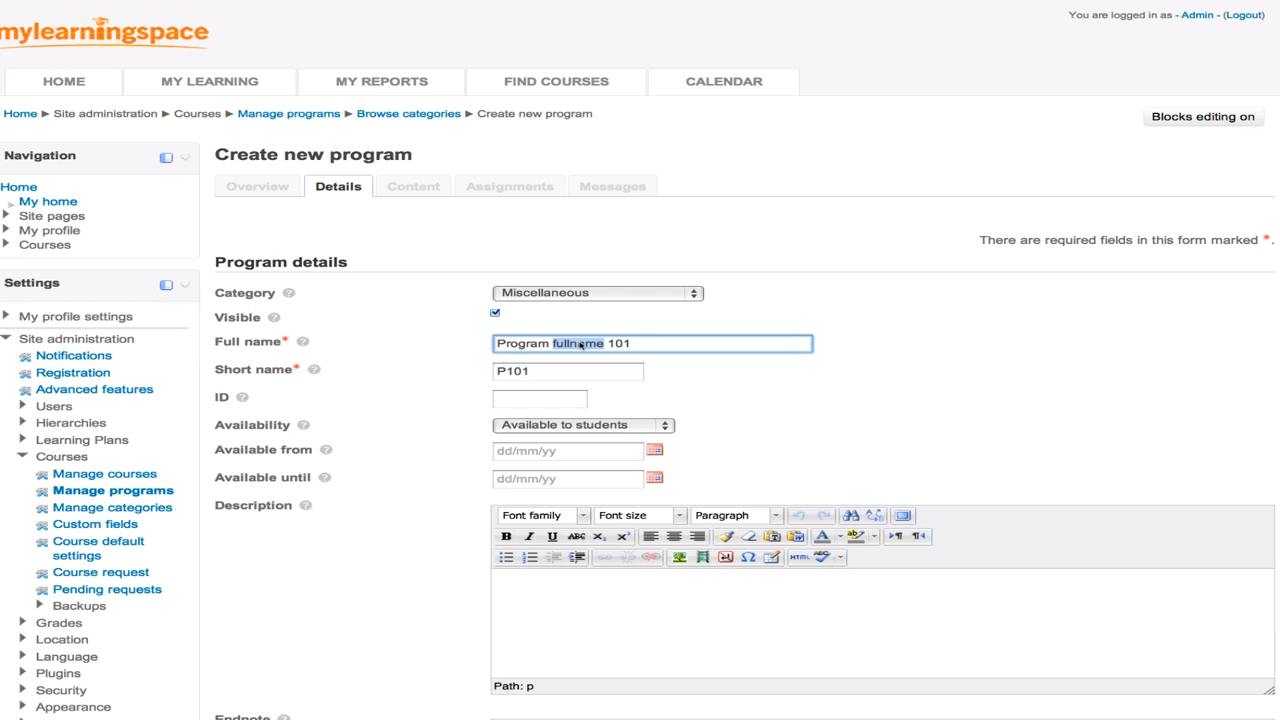 You are logged in as - Admin - (Logout)
mylearningspace
HOME MY LEARNING MY REPORTS FIND COURSES CALENDAR
Home ► Site administration ► Courses ► Manage programs ► Browse categories ► Create new program
Blocks editing on
Navigation
Home
My home
Site pages
My profile
Courses
Settings
My profile settings
Site administration
Notifications
Registration
Advanced features
Users
Hierarchies
Learning Plans
Courses
Manage courses
Manage programs
Manage categories
Custom fields
Course default
settings
Course request
Pending requests
Backups
Grades
Location
Language
Plugins
Security
Appearance
Create new program
Overview Details Content Assignments Messages
There are required fields in this form marked *.
Program details
Category Miscellaneous
Visible
Full name* Program fullname 101
Short name* P101
ID
Availability Available to students
Available from dd/mm/yy
Available until dd/mm/yy
Description
Font family Font size Paragraph
B I U ABC X₂ X²
HTML
Path: p
Endnote